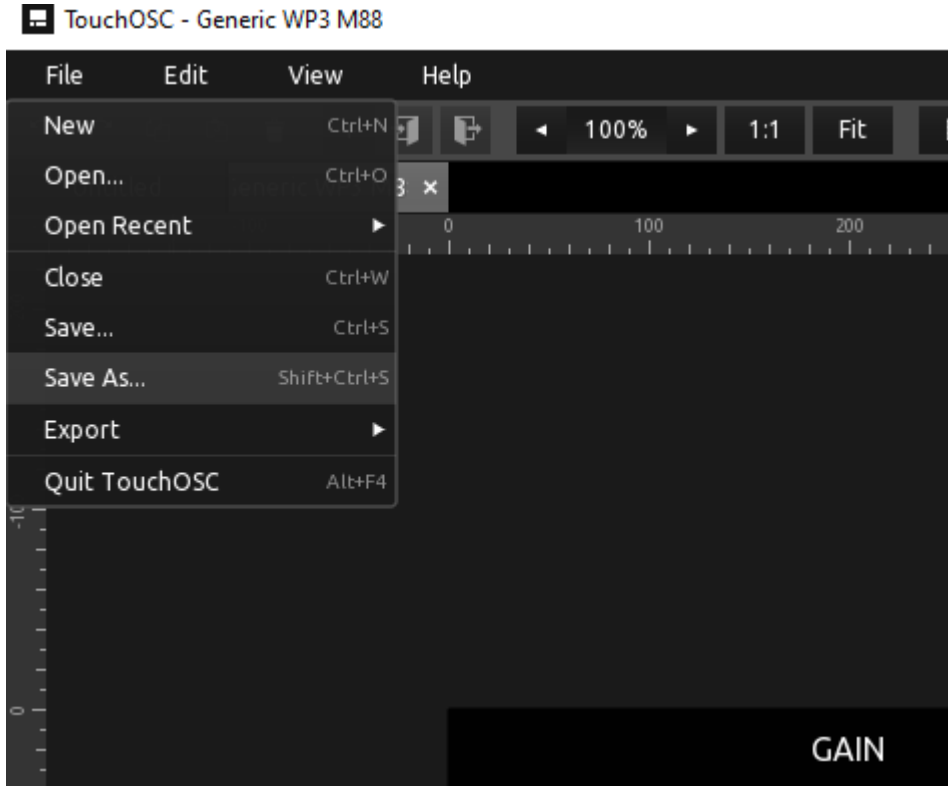 TouchOSC - Generic WP3 M88
File Edit View Help
New Ctrl+N
100% 1:1 Fit
Open... Ctrl+O
Open Recent
0 100 200
Close Ctrl+W
Save... Ctrl+S
Save As... Shift+Ctrl+S
Export
Quit TouchOSC Alt+F4
0
GAIN